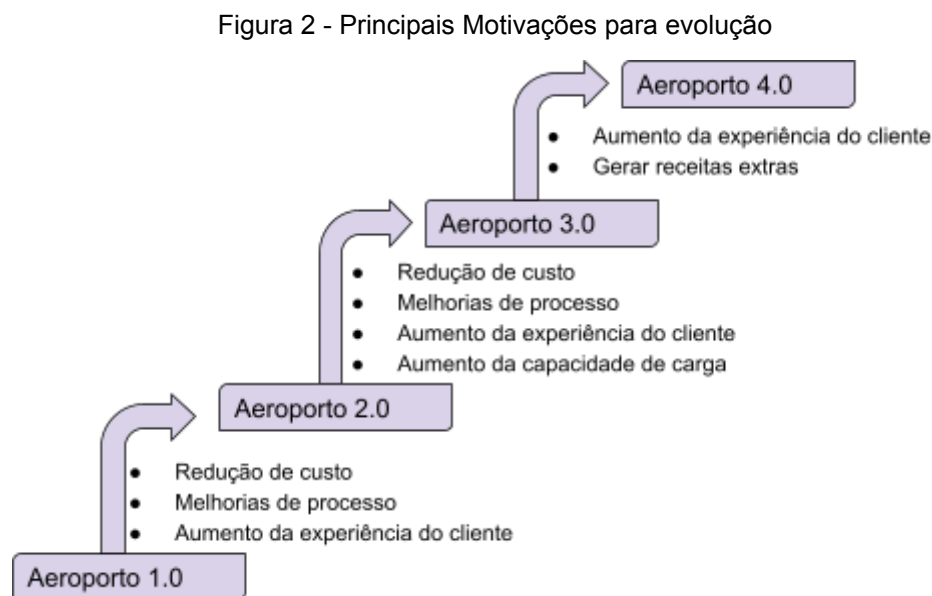 Figura 2 - Principais Motivações para evolução
Aeroporto 4.0
● Aumento da experiência do cliente
● Gerar receitas extras
Aeroporto 3.0
● Redução de custo
● Melhorias de processo
● Aumento da experiência do cliente
● Aumento da capacidade de carga
Aeroporto 2.0
● Redução de custo
● Melhorias de processo
● Aumento da experiência do cliente
Aeroporto 1.0